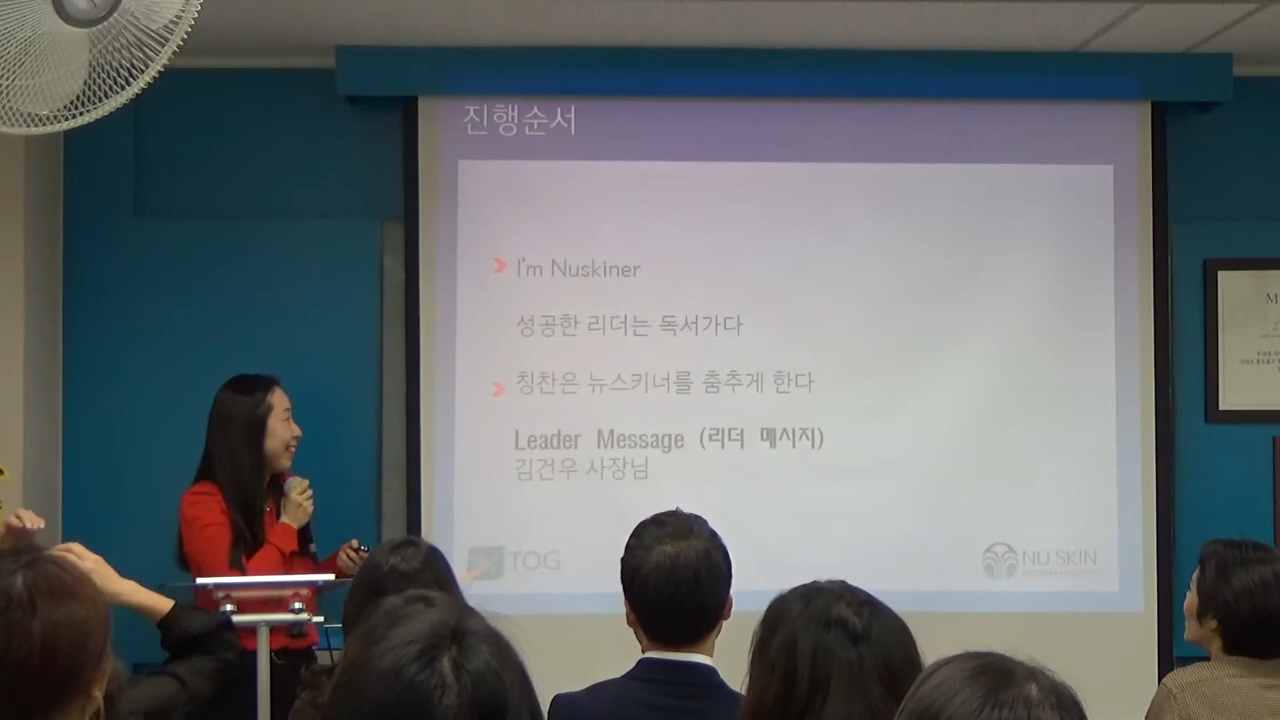 진행순서
I'm Nuskiner
성공한 리더는 독서가다
칭찬은 뉴스키너를 춤추게 한다
Leader Message (리더 메시지)
김건우 사장님
TOG
NU SKIN